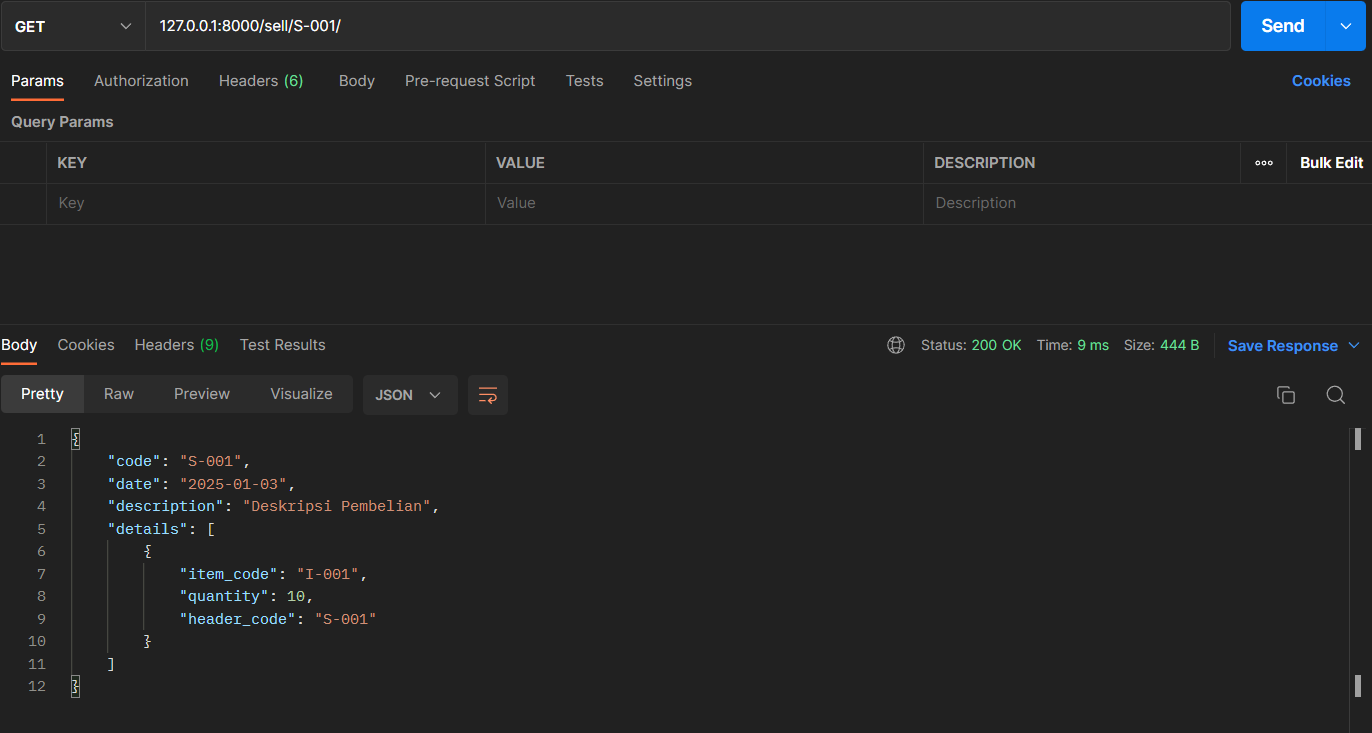 GET 127.0.0.1:8000/sell/S-001/ Send
Params Authorization Headers (6) Body Pre-request Script Tests Settings Cookies
Query Params
KEY VALUE DESCRIPTION ooo Bulk Edit
Key Value Description
Body Cookies Headers (9) Test Results Status: 200 OK Time: 9 ms Size: 444 B Save Response
Pretty Raw Preview Visualize JSON
1 {
2 "code": "S-001",
3 "date": "2025-01-03",
4 "description": "Deskripsi Pembelian",
5 "details": [
6 {
7 "item_code": "I-001",
8 "quantity": 10,
9 "header_code": "S-001"
10 }
11 ]
12 }